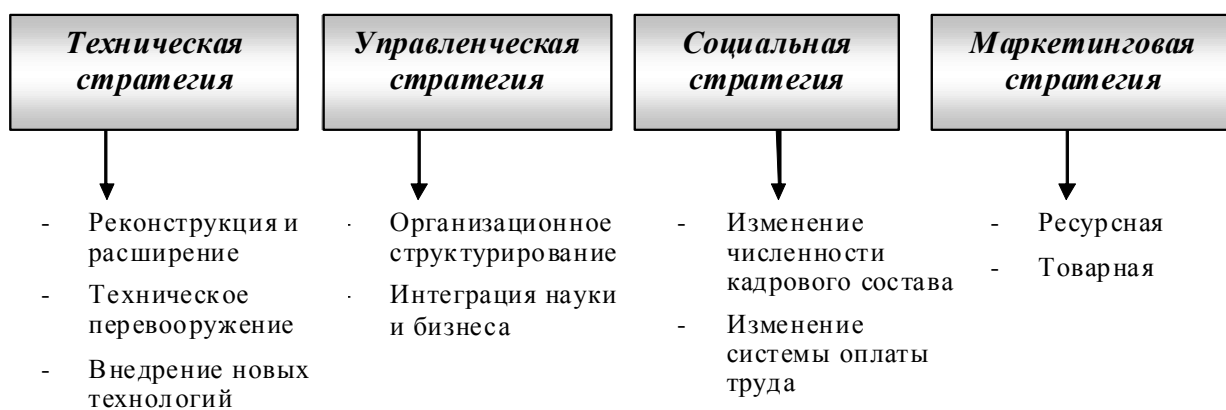 Техническая
стратегия
Управленческая
стратегия
Социальная
стратегия
Маркетинговая
стратегия
- Реконструкция и
расширение
- Техническое
перевооружение
- Внедрение новых
технологий
· Организационное
структурирование
· Интеграция науки
и бизнеса
- Изменение
численности
кадрового состава
- Изменение
системы оплаты
труда
- Ресурсная
- Товарная